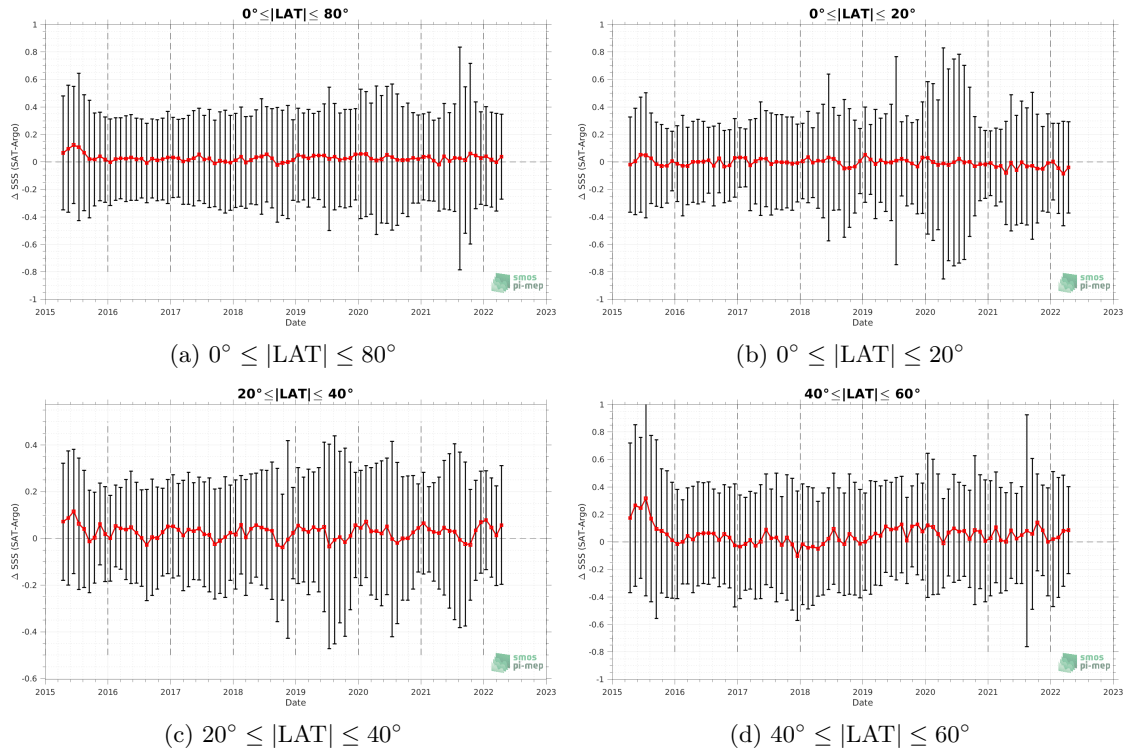 0°≤|LAT|≤ 80°
Δ SSS (SAT-Argo)
1
0.8
0.6
0.4
0.2
0
-0.2
-0.4
-0.6
-0.8
-1
2015 2016 2017 2018 2019 2020 2021 2022 2023
Date
smos
pi-mep
(a) 0° ≤ |LAT| ≤ 80°
0°≤|LAT|≤ 20°
Δ SSS (SAT-Argo)
1
0.8
0.6
0.4
0.2
0
-0.2
-0.4
-0.6
-0.8
-1
2015 2016 2017 2018 2019 2020 2021 2022 2023
Date
smos
pi-mep
(b) 0° ≤ |LAT| ≤ 20°
20°≤|LAT|≤ 40°
Δ SSS (SAT-Argo)
0.4
0.2
0
-0.2
-0.4
-0.6
2015 2016 2017 2018 2019 2020 2021 2022 2023
Date
smos
pi-mep
(c) 20° ≤ |LAT| ≤ 40°
40°≤|LAT|≤ 60°
Δ SSS (SAT-Argo)
1
0.8
0.6
0.4
0.2
0
-0.2
-0.4
-0.6
-0.8
-1
2015 2016 2017 2018 2019 2020 2021 2022 2023
Date
smos
pi-mep
(d) 40° ≤ |LAT| ≤ 60°